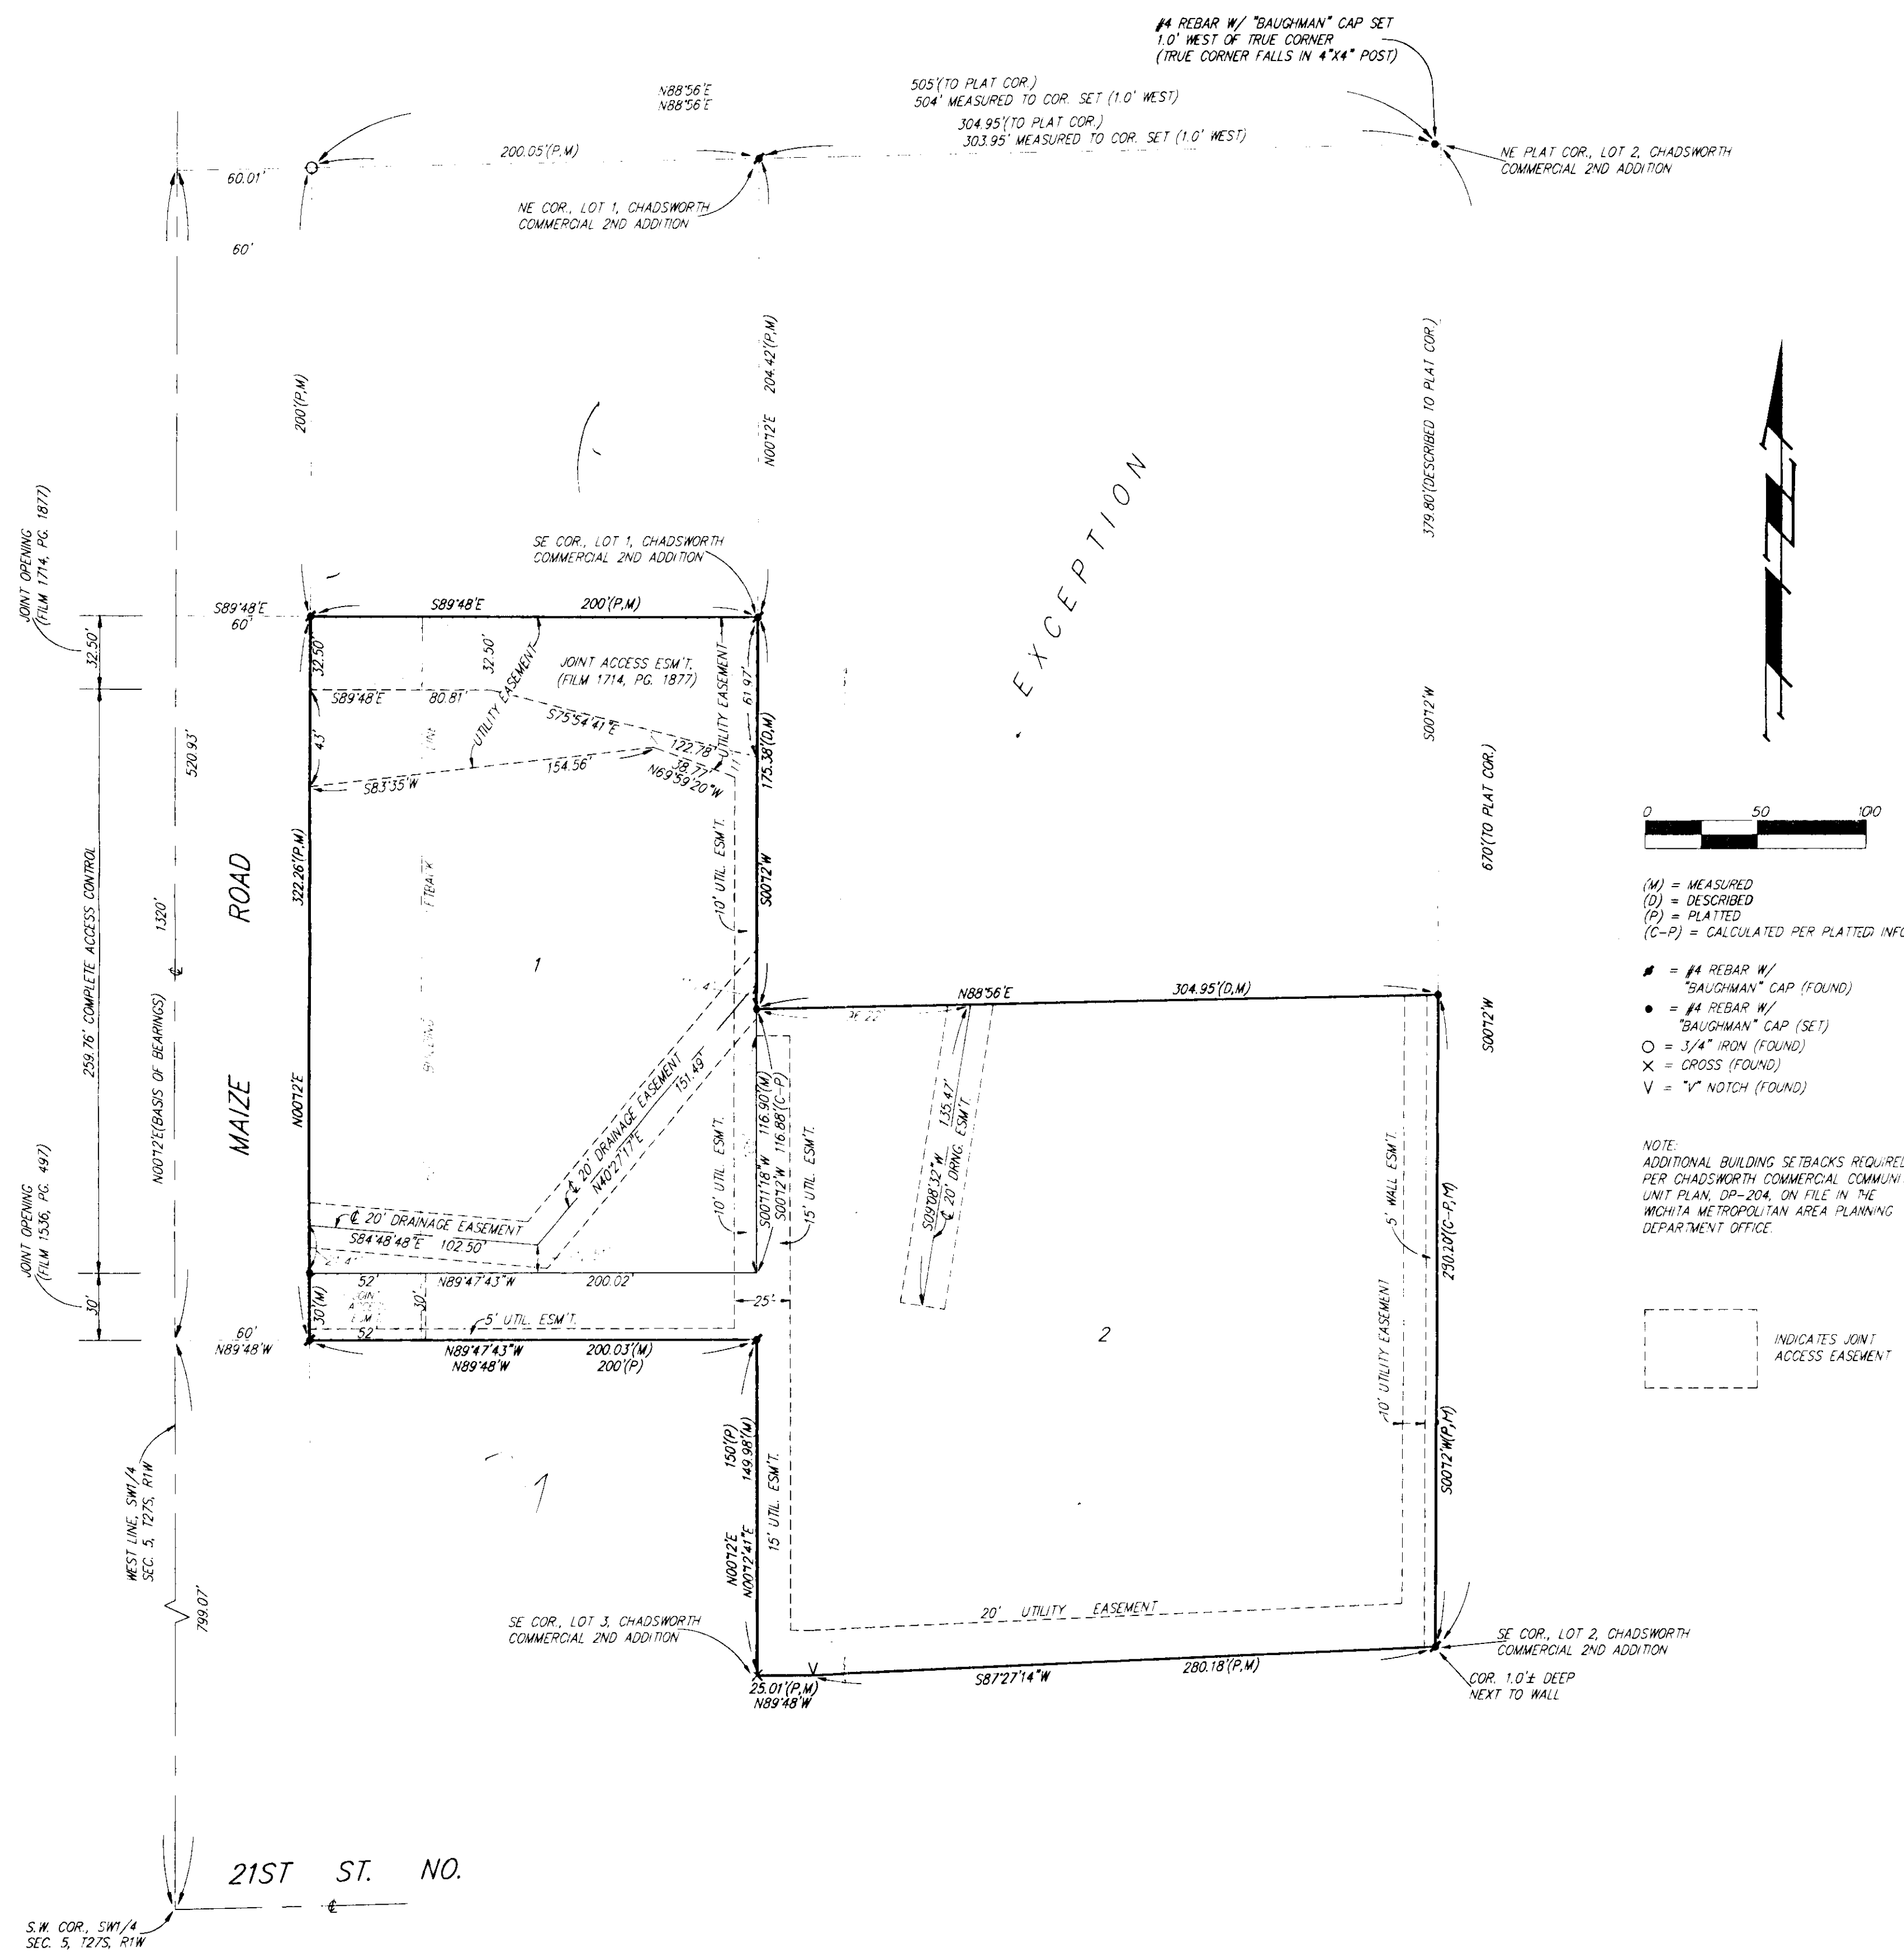 #4 REBAR W/ "BAUGHMAN" CAP SET
1.0' WEST OF TRUE CORNER
(TRUE CORNER FALLS IN 4"X4" POST)
N88°56'E
N88°56'E
505'(TO PLAT COR.)
504' MEASURED TO COR. SET (1.0' WEST)
304.95'(TO PLAT COR.)
303.95' MEASURED TO COR. SET (1.0' WEST)
200.05'(P,M)
60.01'
60'
NE PLAT COR., LOT 2, CHADSWORTH
COMMERCIAL 2ND ADDITION
NE COR., LOT 1, CHADSWORTH
COMMERCIAL 2ND ADDITION
200'(P,M)
N00°12'E 204.42'(P,M)
379.80'(DESCRIBED TO PLAT COR.)
EXCEPTION
SE COR., LOT 1, CHADSWORTH
COMMERCIAL 2ND ADDITION
JOINT OPENING
(FILM 1714, PG. 1877)
32.50'
S89°48'E
60'
S89°48'E
200'(P,M)
32.50'
32.50'
UTILITY EASEMENT
JOINT ACCESS ESM'T.
(FILM 1714, PG. 1877)
UTILITY EASEMENT
61.97'
S89°48'E
80.81'
S75°54'41"E
122.78'
38.77'
N69°59'20"W
43'
LINE
154.56'
S83°35'W
175.38'(D,M)
S00°12'W
S00°12'W
670'(TO PLAT COR.)
520.93'
259.76' COMPLETE ACCESS CONTROL
1320'
N00°12'E(BASIS OF BEARINGS)
MAIZE ROAD
322.26'(P,M)
N00°12'E
10' UTIL. ESM'T.
1
N88°56'E
304.95'(D,M)
S00°12'W
℄ 20' DRAINAGE EASEMENT
N40°27'17"E
151.49'
10' UTIL. ESM'T.
S00°11'18"W 116.90'(M)
S00°12'W 116.88'(C-P)
15' UTIL. ESM'T.
S09°08'32"W 135.47'
℄ 20' DRNG. ESM'T.
5' WALL ESM'T.
290.20'(C-P,M)
10' UTILITY EASEMENT
S00°12'W(P,M)
℄ 20' DRAINAGE EASEMENT
S84°48'48"E 102.50'
52'
N89°47'43"W
200.02'
JOINT OPENING
(FILM 1536, PG. 497)
30'
30'(M)
30'
52'
5' UTIL. ESM'T.
25'
60'
N89°48'W
N89°47'43"W
N89°48'W
200.03'(M)
200'(P)
2
150'(P)
149.98'(M)
N00°12'E
N00°12'41"E
15' UTIL. ESM'T.
1
WEST LINE, SW1/4
SEC. 5, T27S, R1W
799.07'
SE COR., LOT 3, CHADSWORTH
COMMERCIAL 2ND ADDITION
20' UTILITY EASEMENT
V
25.01'(P,M)
N89°48'W
S87°27'14"W
280.18'(P,M)
SE COR., LOT 2, CHADSWORTH
COMMERCIAL 2ND ADDITION
COR. 1.0'± DEEP
NEXT TO WALL
21ST ST. NO.
℄
S.W. COR., SW1/4
SEC. 5, T27S, R1W
0 50 100
(M) = MEASURED
(D) = DESCRIBED
(P) = PLATTED
(C-P) = CALCULATED PER PLATTED INFO
= #4 REBAR W/
"BAUGHMAN" CAP (FOUND)
= #4 REBAR W/
"BAUGHMAN" CAP (SET)
= 3/4" IRON (FOUND)
X = CROSS (FOUND)
V = "V" NOTCH (FOUND)
NOTE:
ADDITIONAL BUILDING SETBACKS REQUIRED
PER CHADSWORTH COMMERCIAL COMMUNI
UNIT PLAN, DP-204, ON FILE IN THE
WICHITA METROPOLITAN AREA PLANNING
DEPARTMENT OFFICE.
INDICATES JOINT
ACCESS EASEMENT